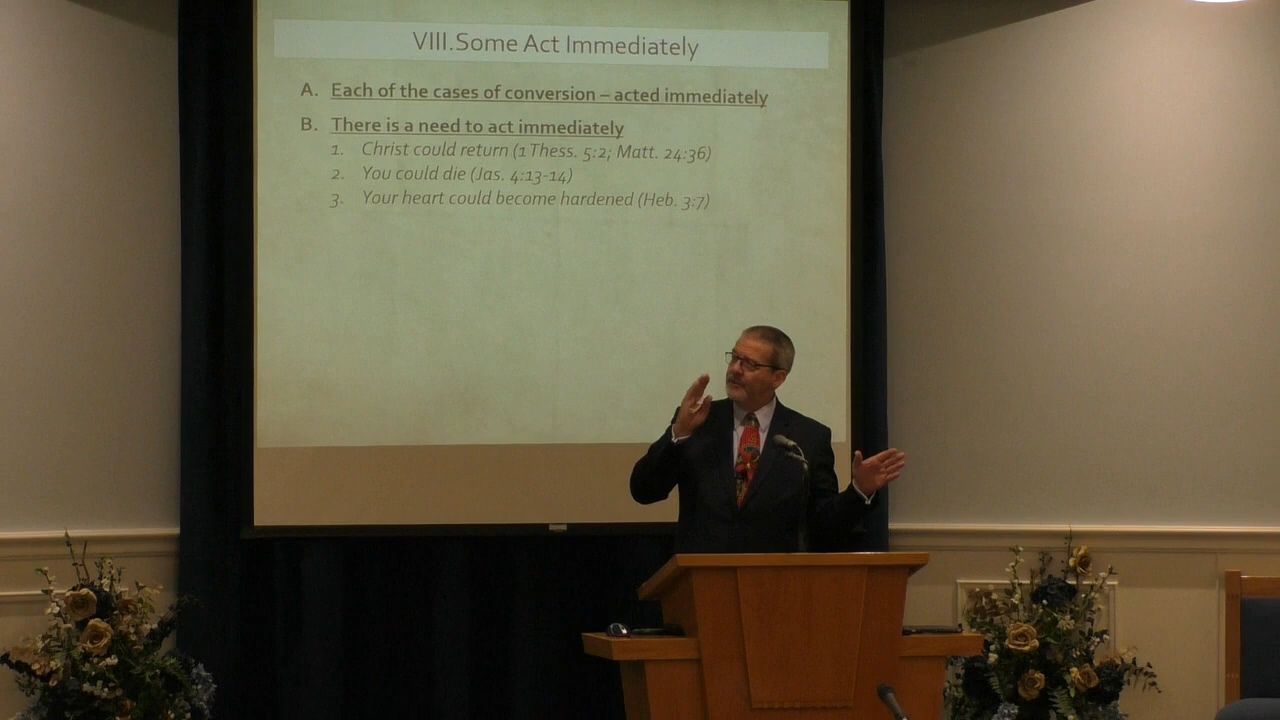 VIII.Some Act Immediately
A. Each of the cases of conversion – acted immediately
B. There is a need to act immediately
1. Christ could return (1 Thess. 5:2; Matt. 24:36)
2. You could die (Jas. 4:13-14)
3. Your heart could become hardened (Heb. 3:7)